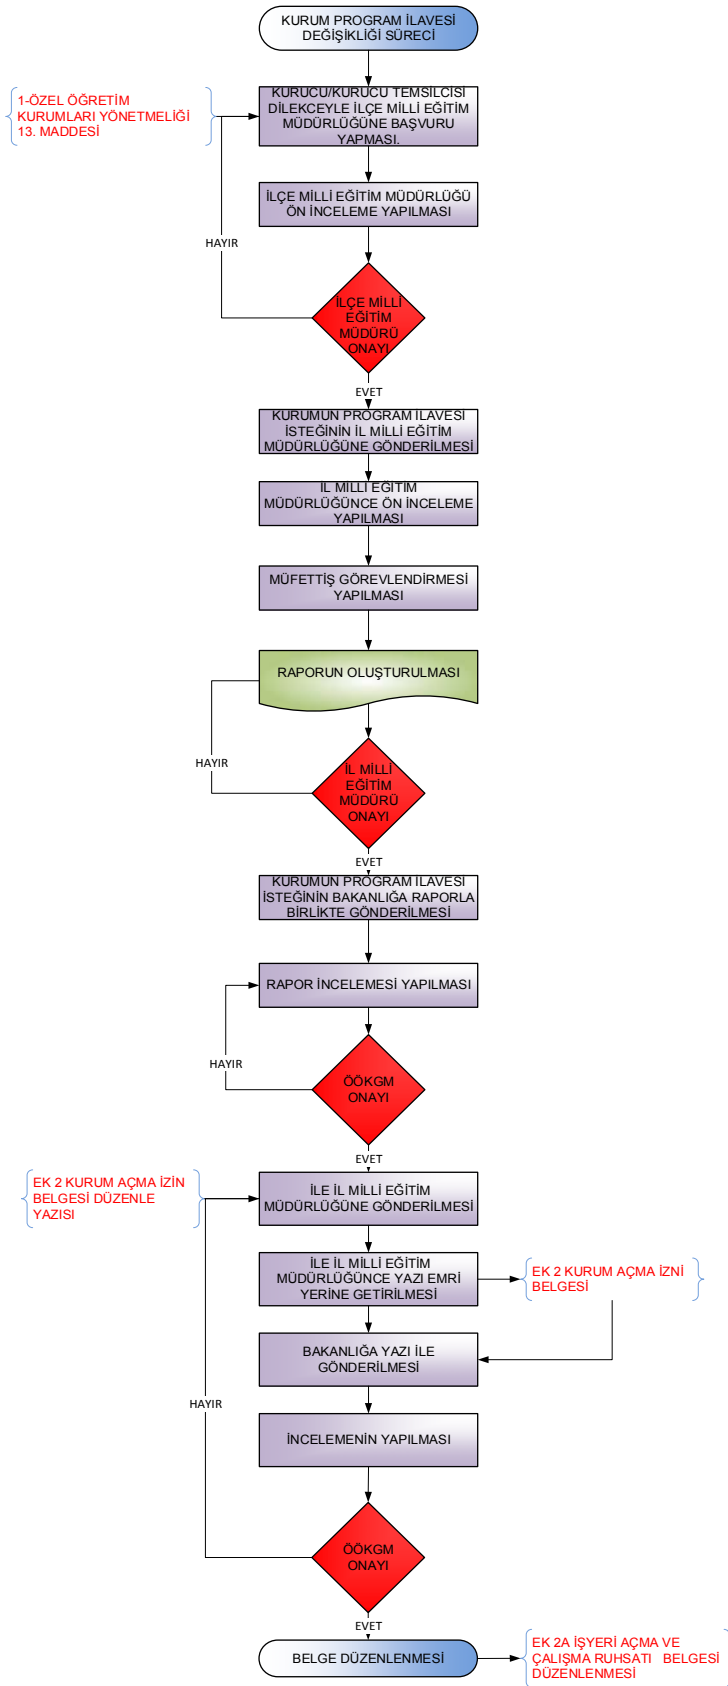 KURUM PROGRAM İLAVESİ
DEĞİŞİKLİĞİ SÜRECİ
1-ÖZEL ÖĞRETİM
KURUMLARI YÖNETMELİĞİ
13. MADDESİ
KURUCU/KURUCU TEMSİLCİSİ
DİLEKCEYLE İLÇE MİLLİ EĞİTİM
MÜDÜRLÜĞÜNE BAŞVURU
YAPMASI.
İLÇE MİLLİ EĞİTİM MÜDÜRLÜĞÜ
ÖN İNCELEME YAPILMASI
HAYIR
İLÇE MİLLİ
EĞİTİM
MÜDÜRÜ
ONAYI
EVET
KURUMUN PROGRAM İLAVESİ
İSTEĞİNİN İL MİLLİ EĞİTİM
MÜDÜRLÜĞÜNE GÖNDERİLMESİ
İL MİLLİ EĞİTİM
MÜDÜRLÜĞÜNCE ÖN İNCELEME
YAPILMASI
MÜFETTİŞ GÖREVLENDİRMESİ
YAPILMASI
RAPORUN OLUŞTURULMASI
HAYIR
İL MİLLİ
EĞİTİM
MÜDÜRÜ
ONAYI
EVET
KURUMUN PROGRAM İLAVESİ
İSTEĞİNİN BAKANLIĞA RAPORLA
BİRLİKTE GÖNDERİLMESİ
RAPOR İNCELEMESİ YAPILMASI
HAYIR
ÖÖKGM
ONAYI
EVET
EK 2 KURUM AÇMA İZİN
BELGESİ DÜZENLE
YAZISI
İLE İL MİLLİ EĞİTİM
MÜDÜRLÜĞÜNE GÖNDERİLMESİ
İLE İL MİLLİ EĞİTİM
MÜDÜRLÜĞÜNCE YAZI EMRİ
YERİNE GETİRİLMESİ
EK 2 KURUM AÇMA İZNİ
BELGESİ
BAKANLIĞA YAZI İLE
GÖNDERİLMESİ
HAYIR
İNCELEMENİN YAPILMASI
ÖÖKGM
ONAYI
EVET
BELGE DÜZENLENMESİ
EK 2A İŞYERİ AÇMA VE
ÇALIŞMA RUHSATI BELGESİ
DÜZENLENMESİ